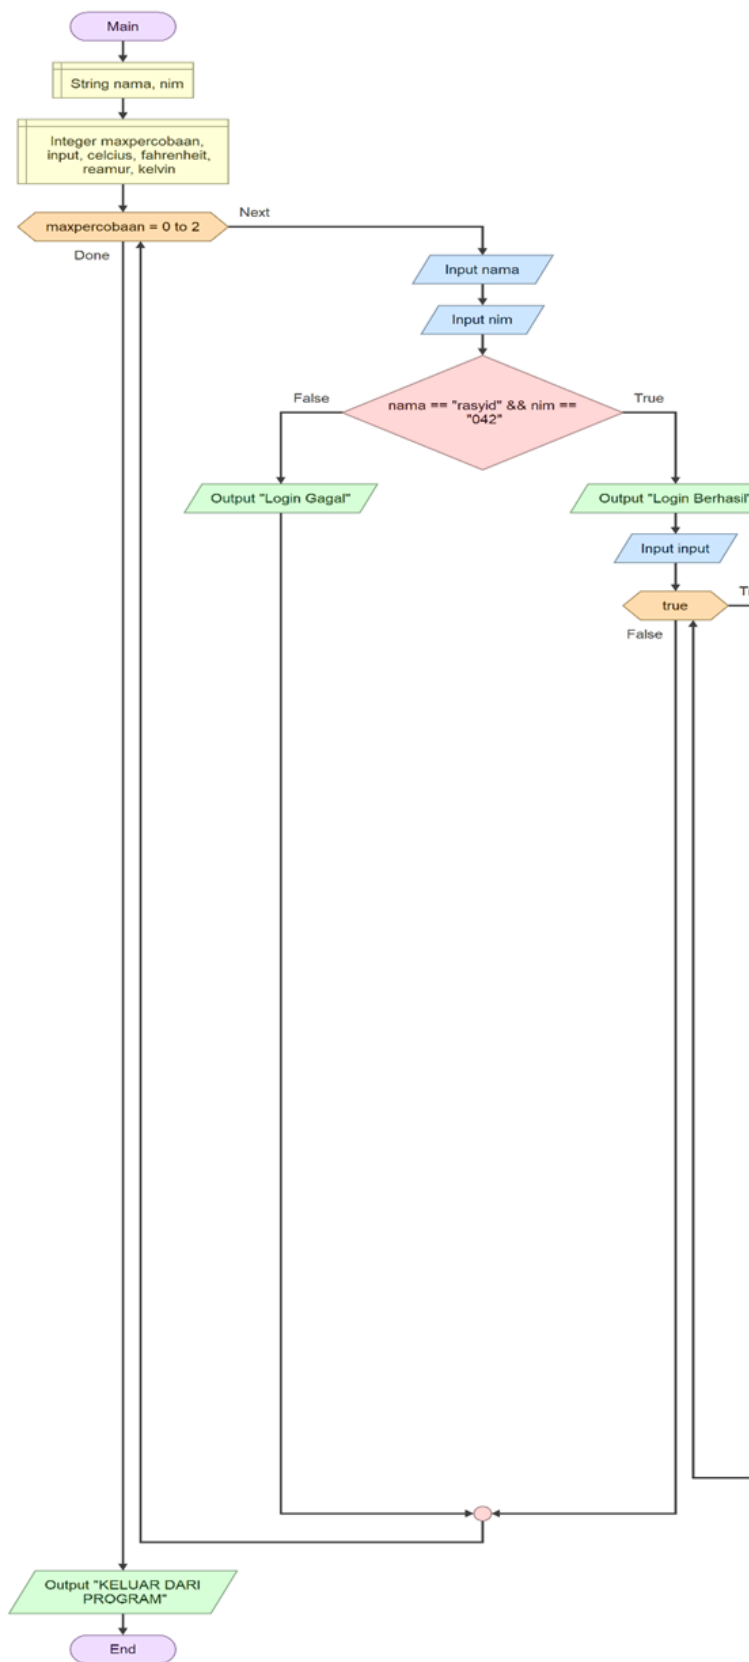 Main
String nama, nim
Integer maxpercobaan,
input, celcius, fahrenheit,
reamur, kelvin
maxpercobaan = 0 to 2
Next
Done
Input nama
Input nim
nama == "rasyid" && nim ==
"042"
False
True
Output "Login Gagal"
Output "Login Berhasil"
Input input
true
False
Output "KELUAR DARI
PROGRAM"
End